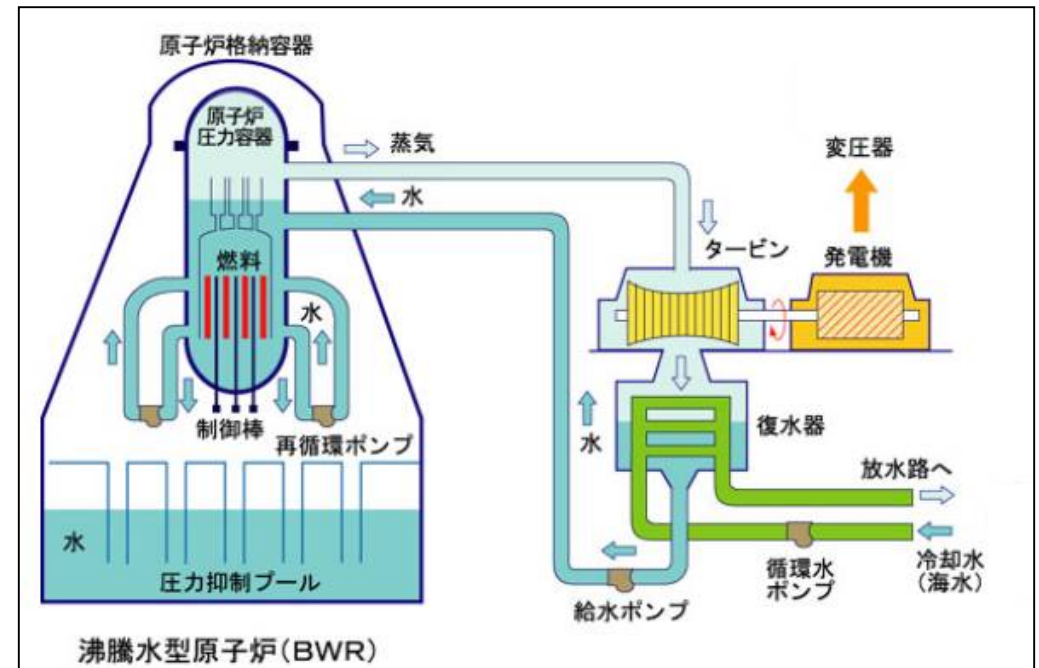 原子炉格納容器
原子炉
圧力容器
蒸気
水
変圧器
タービン
発電機
燃料
水
制御棒
再循環ポンプ
水
復水器
放水路へ
水
圧力抑制プール
給水ポンプ
循環水
ポンプ
冷却水
（海水）
沸騰水型原子炉（BWR）